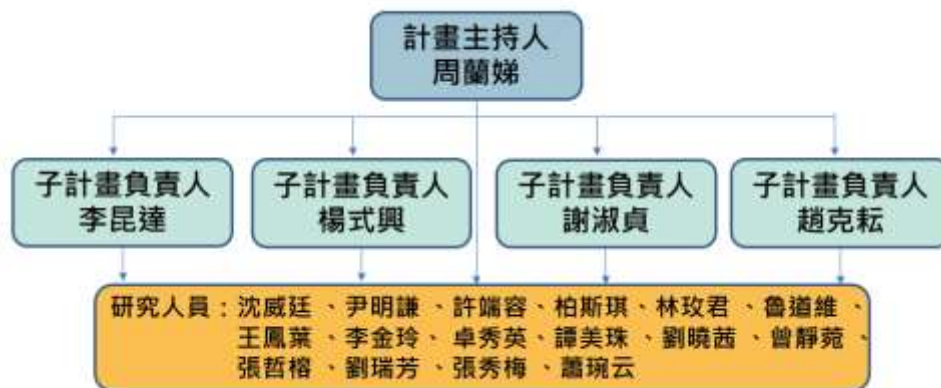 計畫主持人
周蘭娣
子計畫負責人
李昆達
子計畫負責人
楊式興
子計畫負責人
謝淑貞
子計畫負責人
趙克耘
研究人員：沈威廷、尹明謙、許端容、柏斯琪、林玫君、魯道維、
王鳳葉、李金玲、卓秀英、譚美珠、劉曉茜、曾靜菀、
張哲榕、劉瑞芳、張秀梅、蕭琬云